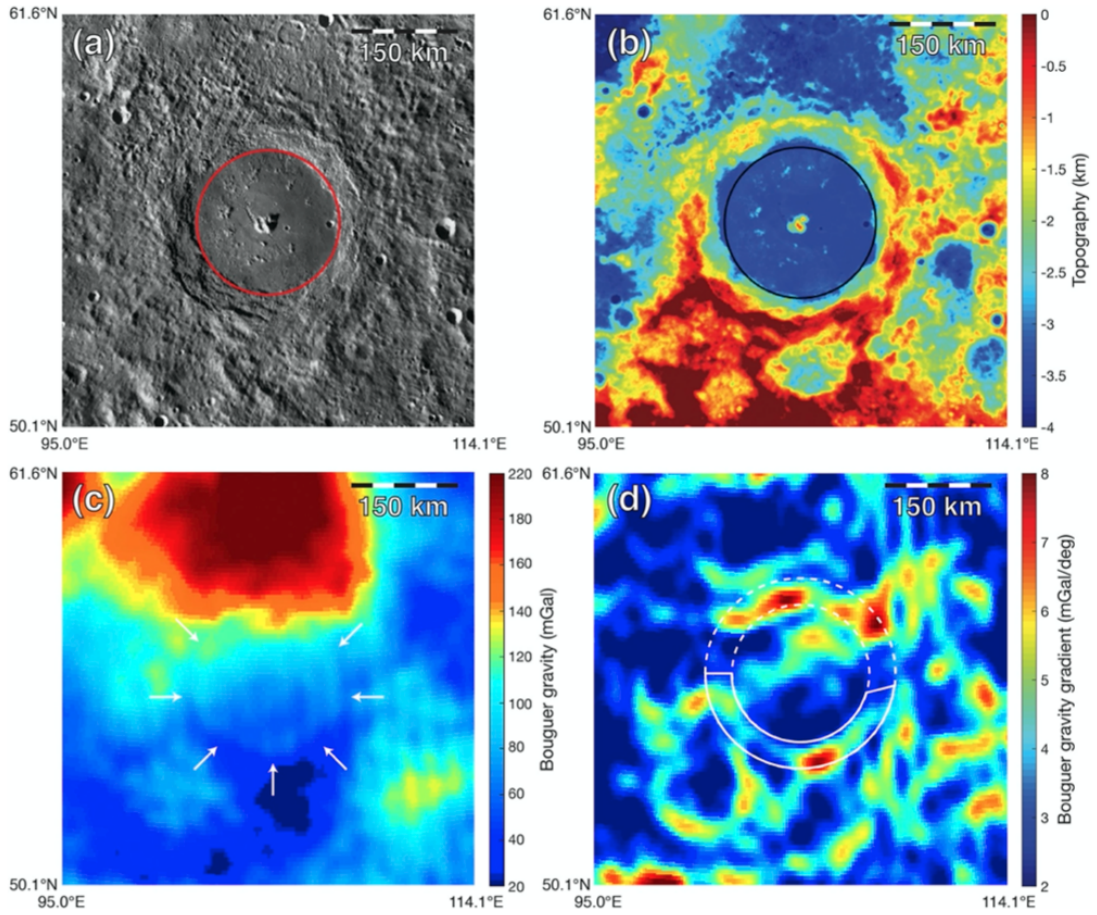 61.6°N
(a)
150 km
50.1°N
95.0°E
114.1°E
61.6°N
(b)
150 km
50.1°N
95.0°E
114.1°E
0
-0.5
-1
-1.5
-2
-2.5
-3
-3.5
-4
Topography (km)
61.6°N
(c)
150 km
50.1°N
95.0°E
114.1°E
220
180
160
140
120
100
80
60
40
20
Bouguer gravity (mGal)
61.6°N
(d)
150 km
50.1°N
95.0°E
114.1°E
8
7
6
5
4
3
2
Bouguer gravity gradient (mGal/deg)